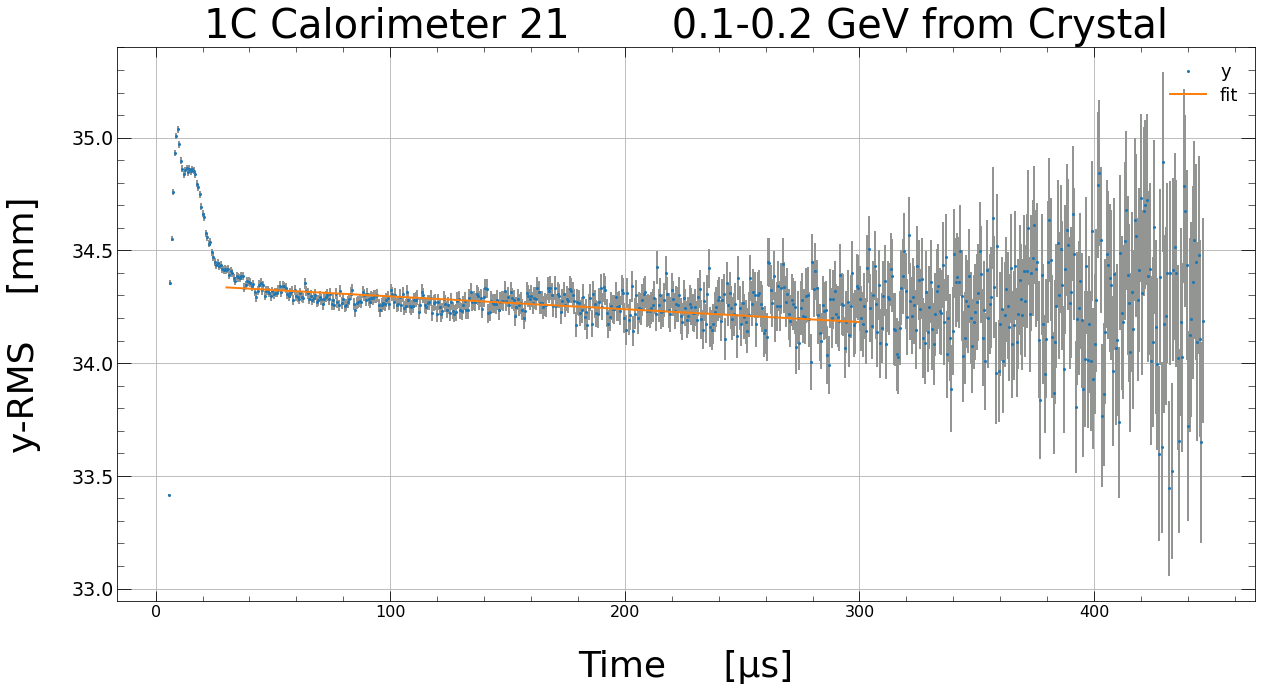 1C Calorimeter 21 0.1-0.2 GeV from Crystal
y
fit
y-RMS [mm]
35.0
34.5
34.0
33.5
33.0
0 100 200 300 400
Time [μs]